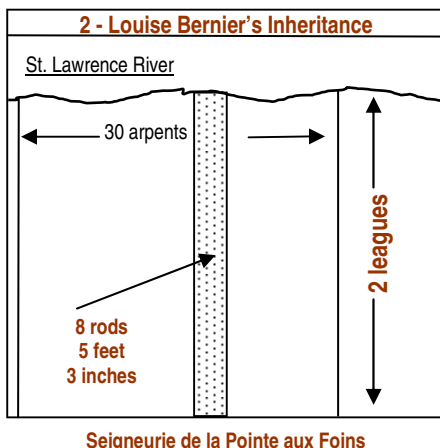 2 - Louise Bernier's Inheritance
St. Lawrence River
30 arpents
2 leagues
8 rods
5 feet
3 inches
Seigneurie de la Pointe aux Foins